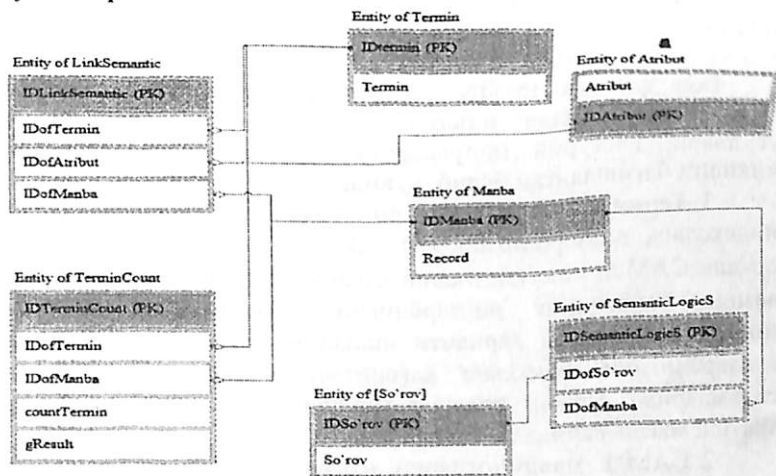 Entity of Termin
IDtermin (PK)
Termin
Entity of LinkSemantic
IDLinkSemantic (PK)
IDofTermin
IDofAtribut
IDofManba
Entity of Atribut
Atribut
IDAtribut (PK)
Entity of Manba
IDManba (PK)
Record
Entity of TerminCount
IDTerminCount (PK)
IDofTermin
IDofManba
countTermin
gResult
Entity of SemanticLogicS
IDSemanticLogicS (PK)
IDofSo`rov
IDofManba
Entity of [So`rov]
IDSo`rov (PK)
So`rov